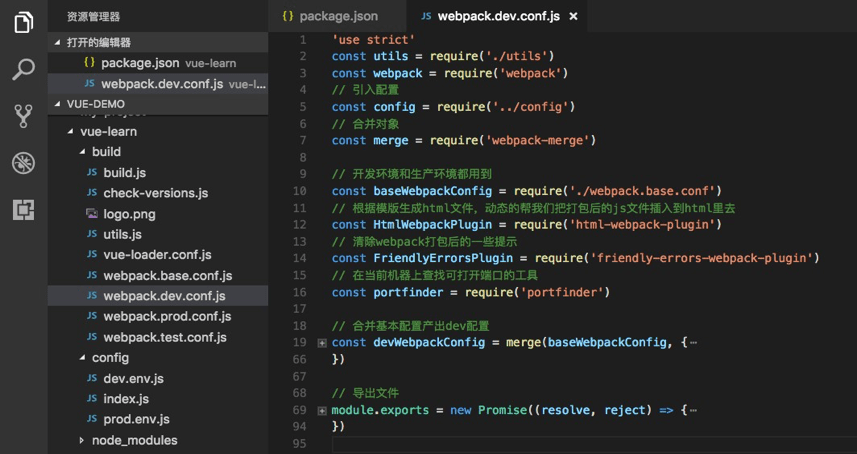 资源管理器
打开的编辑器
{ } package.json vue-learn
JS webpack.dev.conf.js vue-l...
VUE-DEMO
vue-learn
build
JS build.js
JS check-versions.js
logo.png
JS utils.js
JS vue-loader.conf.js
JS webpack.base.conf.js
JS webpack.dev.conf.js
JS webpack.prod.conf.js
JS webpack.test.conf.js
config
JS dev.env.js
JS index.js
JS prod.env.js
node_modules
{ } package.json
JS webpack.dev.conf.js ×
1 'use strict'
2 const utils = require('./utils')
3 const webpack = require('webpack')
4 // 引入配置
5 const config = require('../config')
6 // 合并对象
7 const merge = require('webpack-merge')
8
9 // 开发环境和生产环境都用到
10 const baseWebpackConfig = require('./webpack.base.conf')
11 // 根据模版生成html文件，动态的帮我们把打包后的js文件插入到html里去
12 const HtmlWebpackPlugin = require('html-webpack-plugin')
13 // 清除webpack打包后的一些提示
14 const FriendlyErrorsPlugin = require('friendly-errors-webpack-plugin')
15 // 在当前机器上查找可打开端口的工具
16 const portfinder = require('portfinder')
17
18 // 合并基本配置产出dev配置
19 const devWebpackConfig = merge(baseWebpackConfig, {⋯
66 })
67
68 // 导出文件
69 module.exports = new Promise((resolve, reject) => {⋯
94 })
95